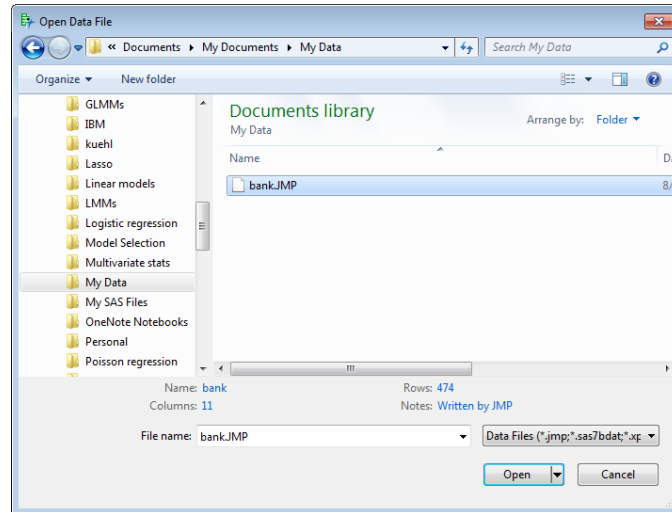 Open Data File
« Documents My Documents My Data
Search My Data
Organize New folder
GLMMs
IBM
kuehl
Lasso
Linear models
LMMs
Logistic regression
Model Selection
Multivariate stats
My Data
My SAS Files
OneNote Notebooks
Personal
Poisson regression
Documents library
My Data
Arrange by: Folder
Name
bank.JMP
8/
Name: bank
Rows: 474
Columns: 11
Notes: Written by JMP
File name: bank.JMP
Data Files (*.jmp;*.sas7bdat;*.xp
Open
Cancel